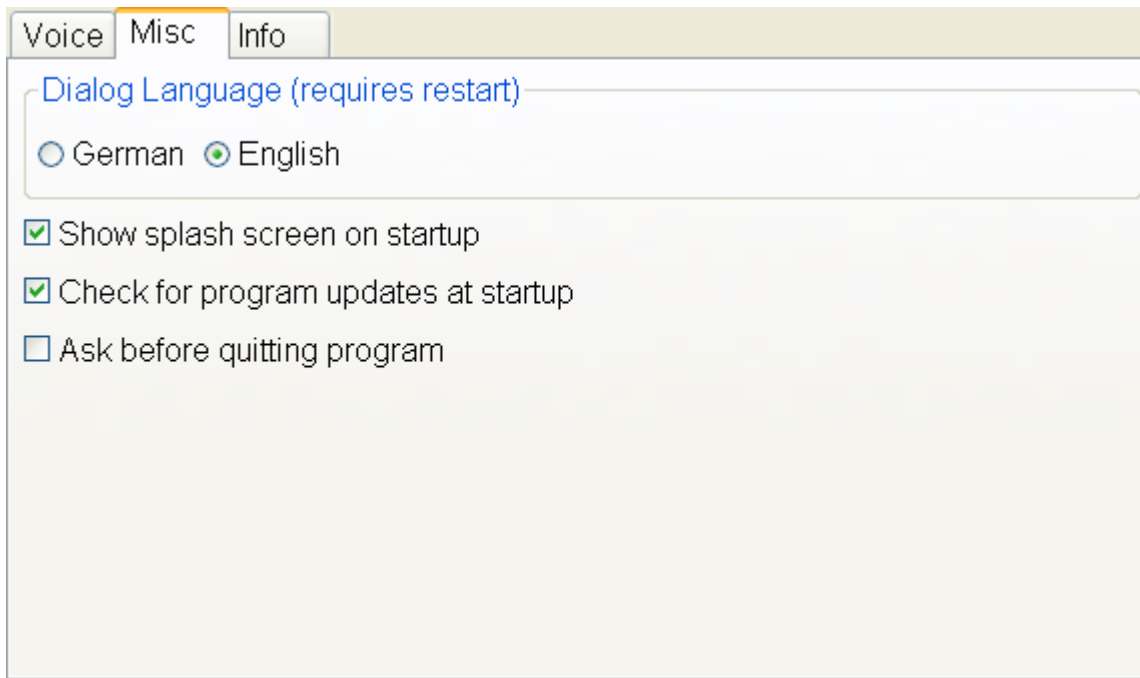 Voice Misc Info
Dialog Language (requires restart)
German English
Show splash screen on startup
Check for program updates at startup
Ask before quitting program